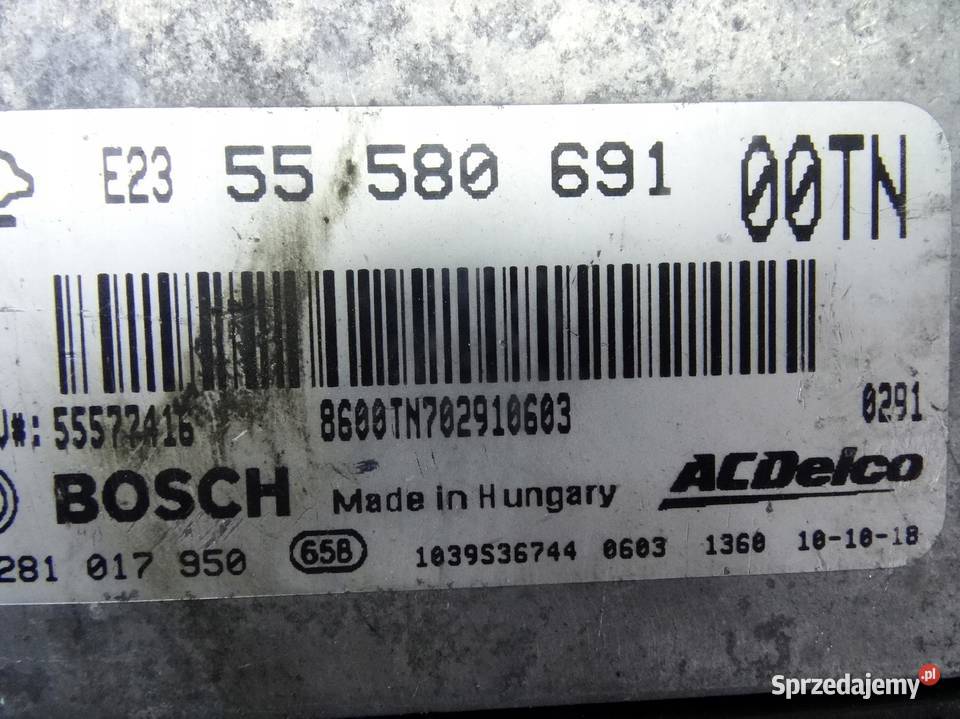 E23 55 580 691 00TN
#: 55577416 8600TN702910603 0291
BOSCH Made in Hungary ACDelco
281 017 950 65B 1039S36744 0603 1360 10-10-18
Sprzedajemy.pl